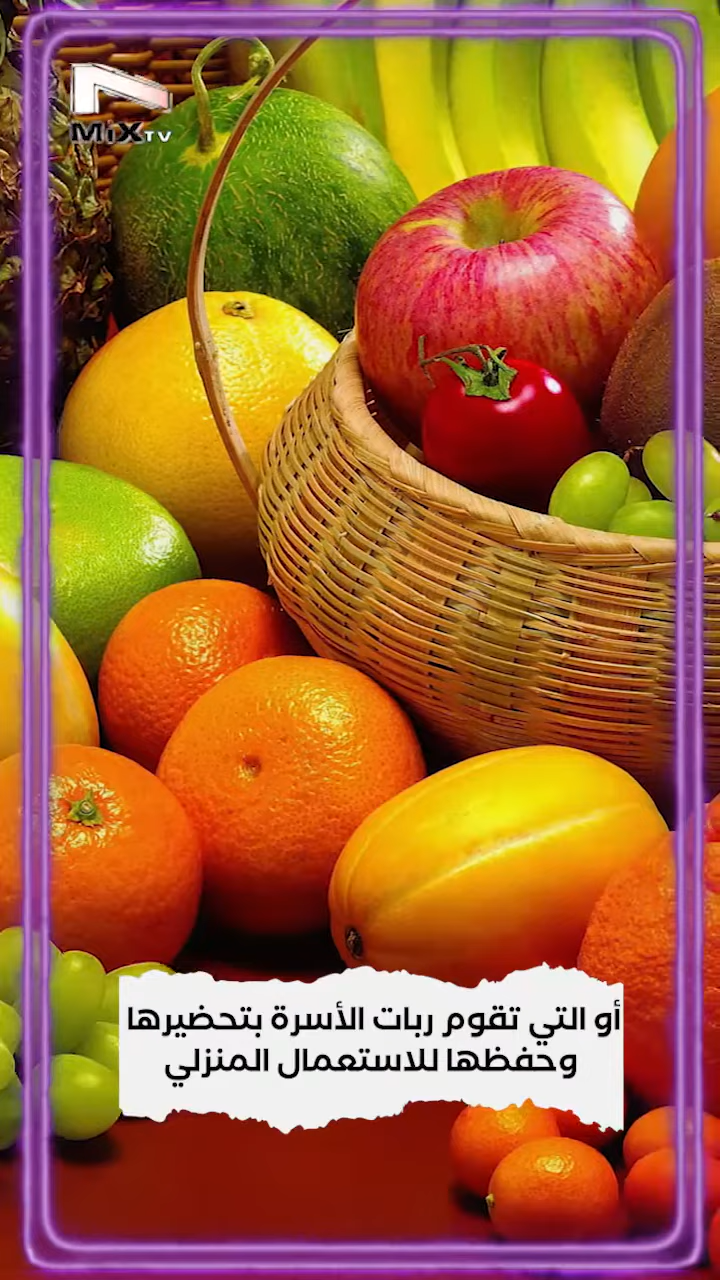 MiX TV
أو التي تقوم ربات الأسرة بتحضيرها
وحفظها للاستعمال المنزلي